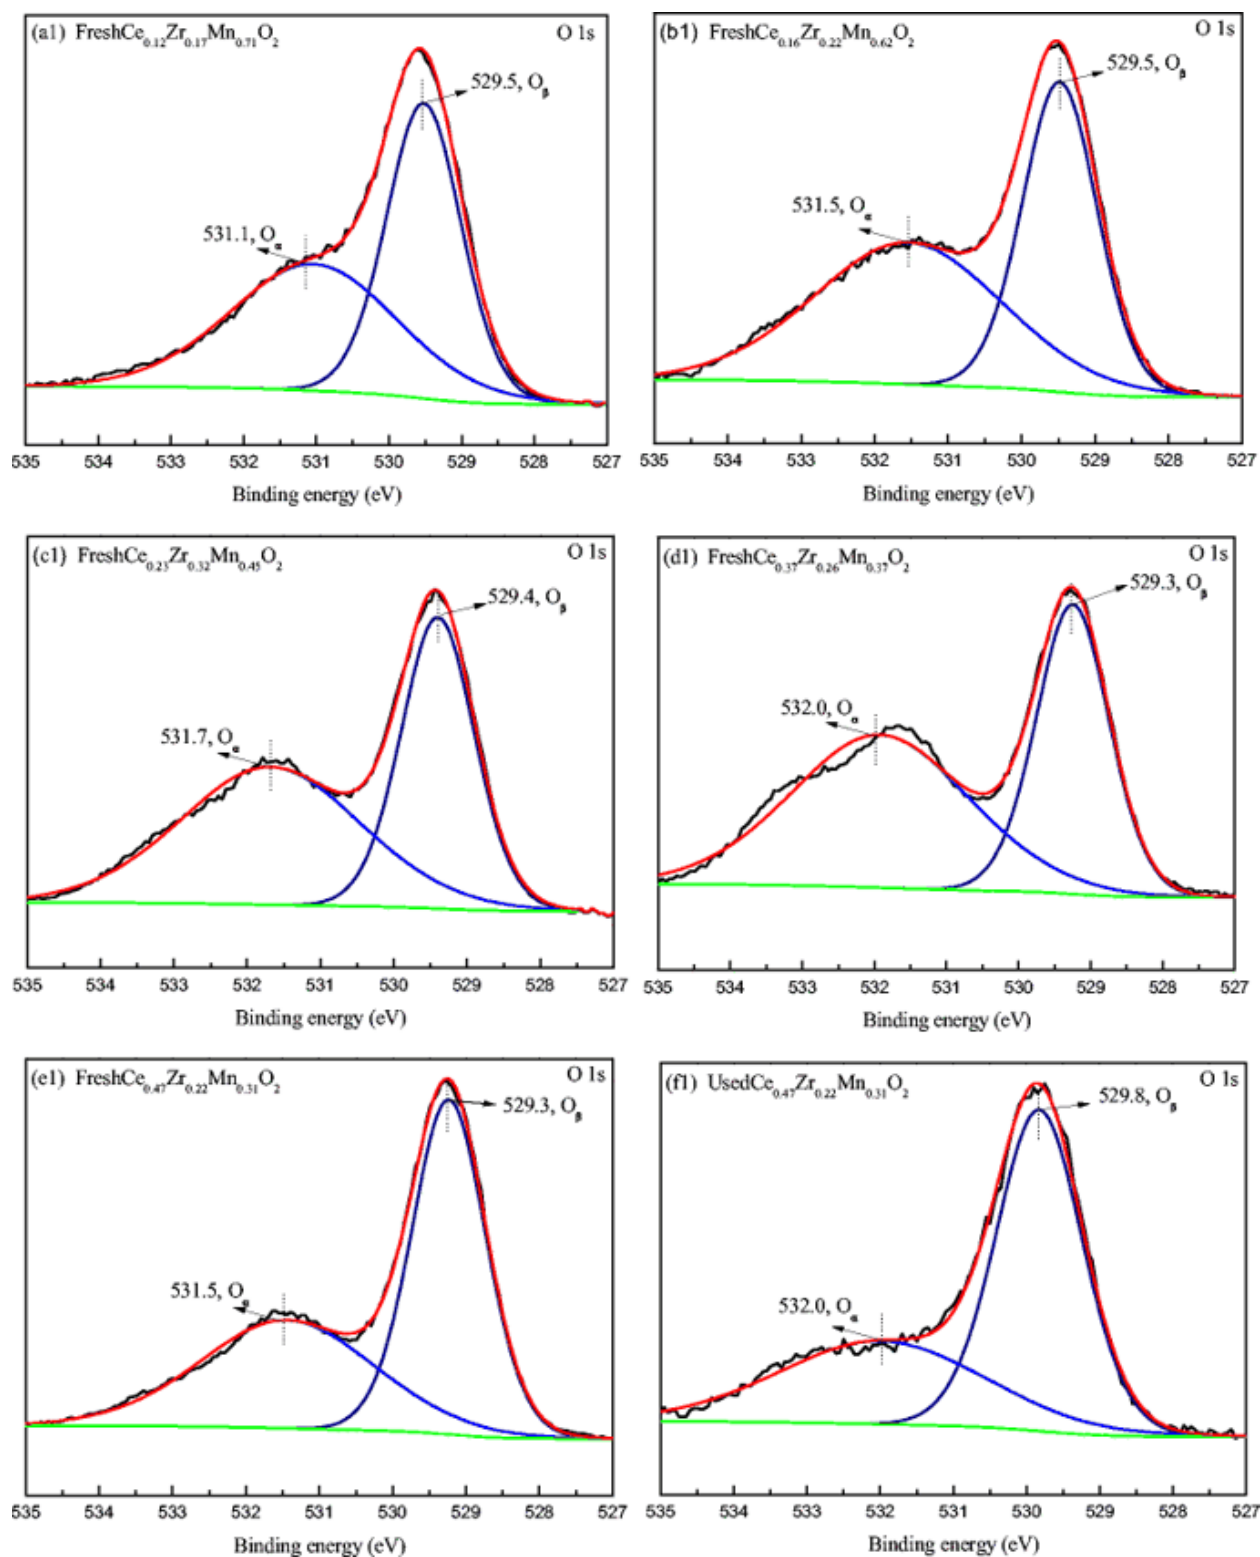 (a1) FreshCe0.12Zr0.17Mn0.71O2 O 1s
529.5, Oβ
531.1, Oα
535 534 533 532 531 530 529 528 527
Binding energy (eV)
(b1) FreshCe0.16Zr0.22Mn0.62O2 O 1s
529.5, Oβ
531.5, Oα
535 534 533 532 531 530 529 528 527
Binding energy (eV)
(c1) FreshCe0.23Zr0.32Mn0.45O2 O 1s
529.4, Oβ
531.7, Oα
535 534 533 532 531 530 529 528 527
Binding energy (eV)
(d1) FreshCe0.37Zr0.26Mn0.37O2 O 1s
529.3, Oβ
532.0, Oα
535 534 533 532 531 530 529 528 527
Binding energy (eV)
(e1) FreshCe0.47Zr0.22Mn0.31O2 O 1s
529.3, Oβ
531.5, Oα
535 534 533 532 531 530 529 528 527
Binding energy (eV)
(f1) UsedCe0.47Zr0.22Mn0.31O2 O 1s
529.8, Oβ
532.0, Oα
535 534 533 532 531 530 529 528 527
Binding energy (eV)